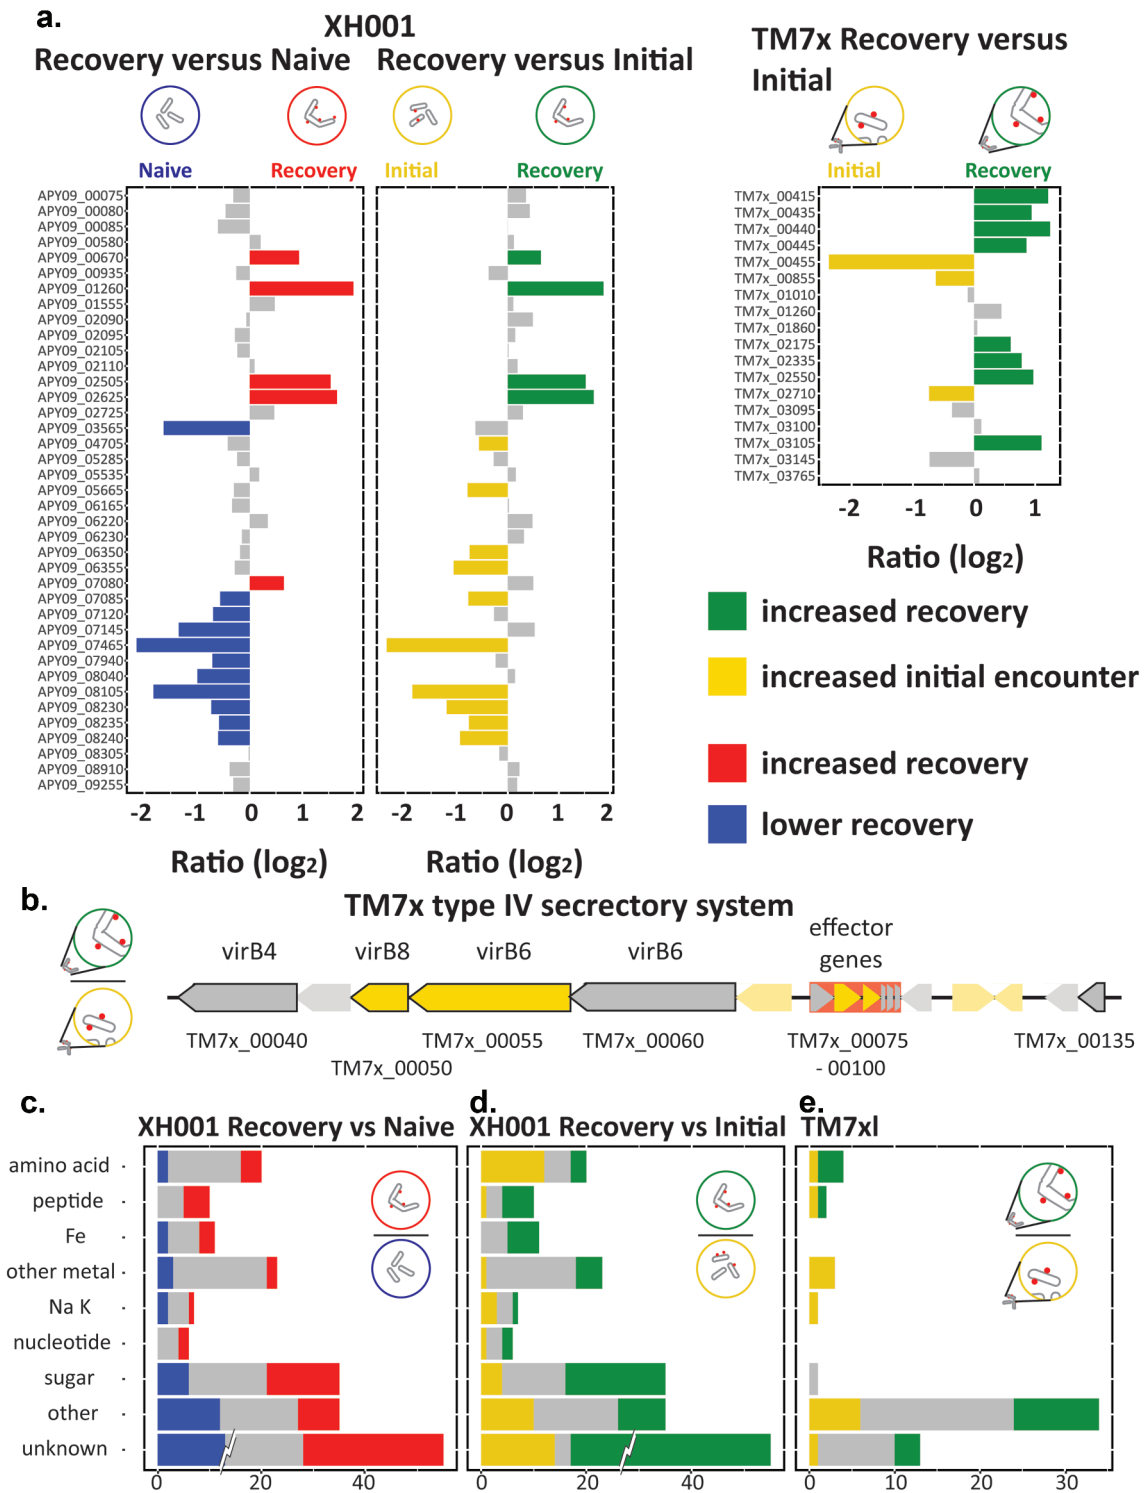 a.
XH001
Recovery versus Naive
Recovery versus Initial
TM7x Recovery versus
Initial
Naive
Recovery
Initial
Recovery
Initial
Recovery
APY09_00075
APY09_00080
APY09_00085
APY09_00580
APY09_00670
APY09_00935
APY09_01260
APY09_01555
APY09_02090
APY09_02095
APY09_02105
APY09_02110
APY09_02505
APY09_02625
APY09_02725
APY09_03565
APY09_04705
APY09_05285
APY09_05535
APY09_05665
APY09_06165
APY09_06220
APY09_06230
APY09_06350
APY09_06355
APY09_07080
APY09_07085
APY09_07120
APY09_07145
APY09_07465
APY09_07940
APY09_08040
APY09_08105
APY09_08230
APY09_08235
APY09_08240
APY09_08305
APY09_08910
APY09_09255
-2 -1 0 1 2
Ratio (log2)
-2 -1 0 1 2
Ratio (log2)
TM7x_00415
TM7x_00435
TM7x_00440
TM7x_00445
TM7x_00455
TM7x_00855
TM7x_01010
TM7x_01260
TM7x_01860
TM7x_02175
TM7x_02335
TM7x_02550
TM7x_02710
TM7x_03095
TM7x_03100
TM7x_03105
TM7x_03145
TM7x_03765
-2 -1 0 1
Ratio (log2)
increased recovery
increased initial encounter
increased recovery
lower recovery
b.
TM7x type IV secrectory system
virB4
virB8
virB6
virB6
effector
genes
TM7x_00040
TM7x_00050
TM7x_00055
TM7x_00060
TM7x_00075
- 00100
TM7x_00135
c.
XH001 Recovery vs Naive
d.
XH001 Recovery vs Initial
e.
TM7xl
amino acid
peptide
Fe
other metal
Na K
nucleotide
sugar
other
unknown
0 20 40
0 20 40
0 10 20 30